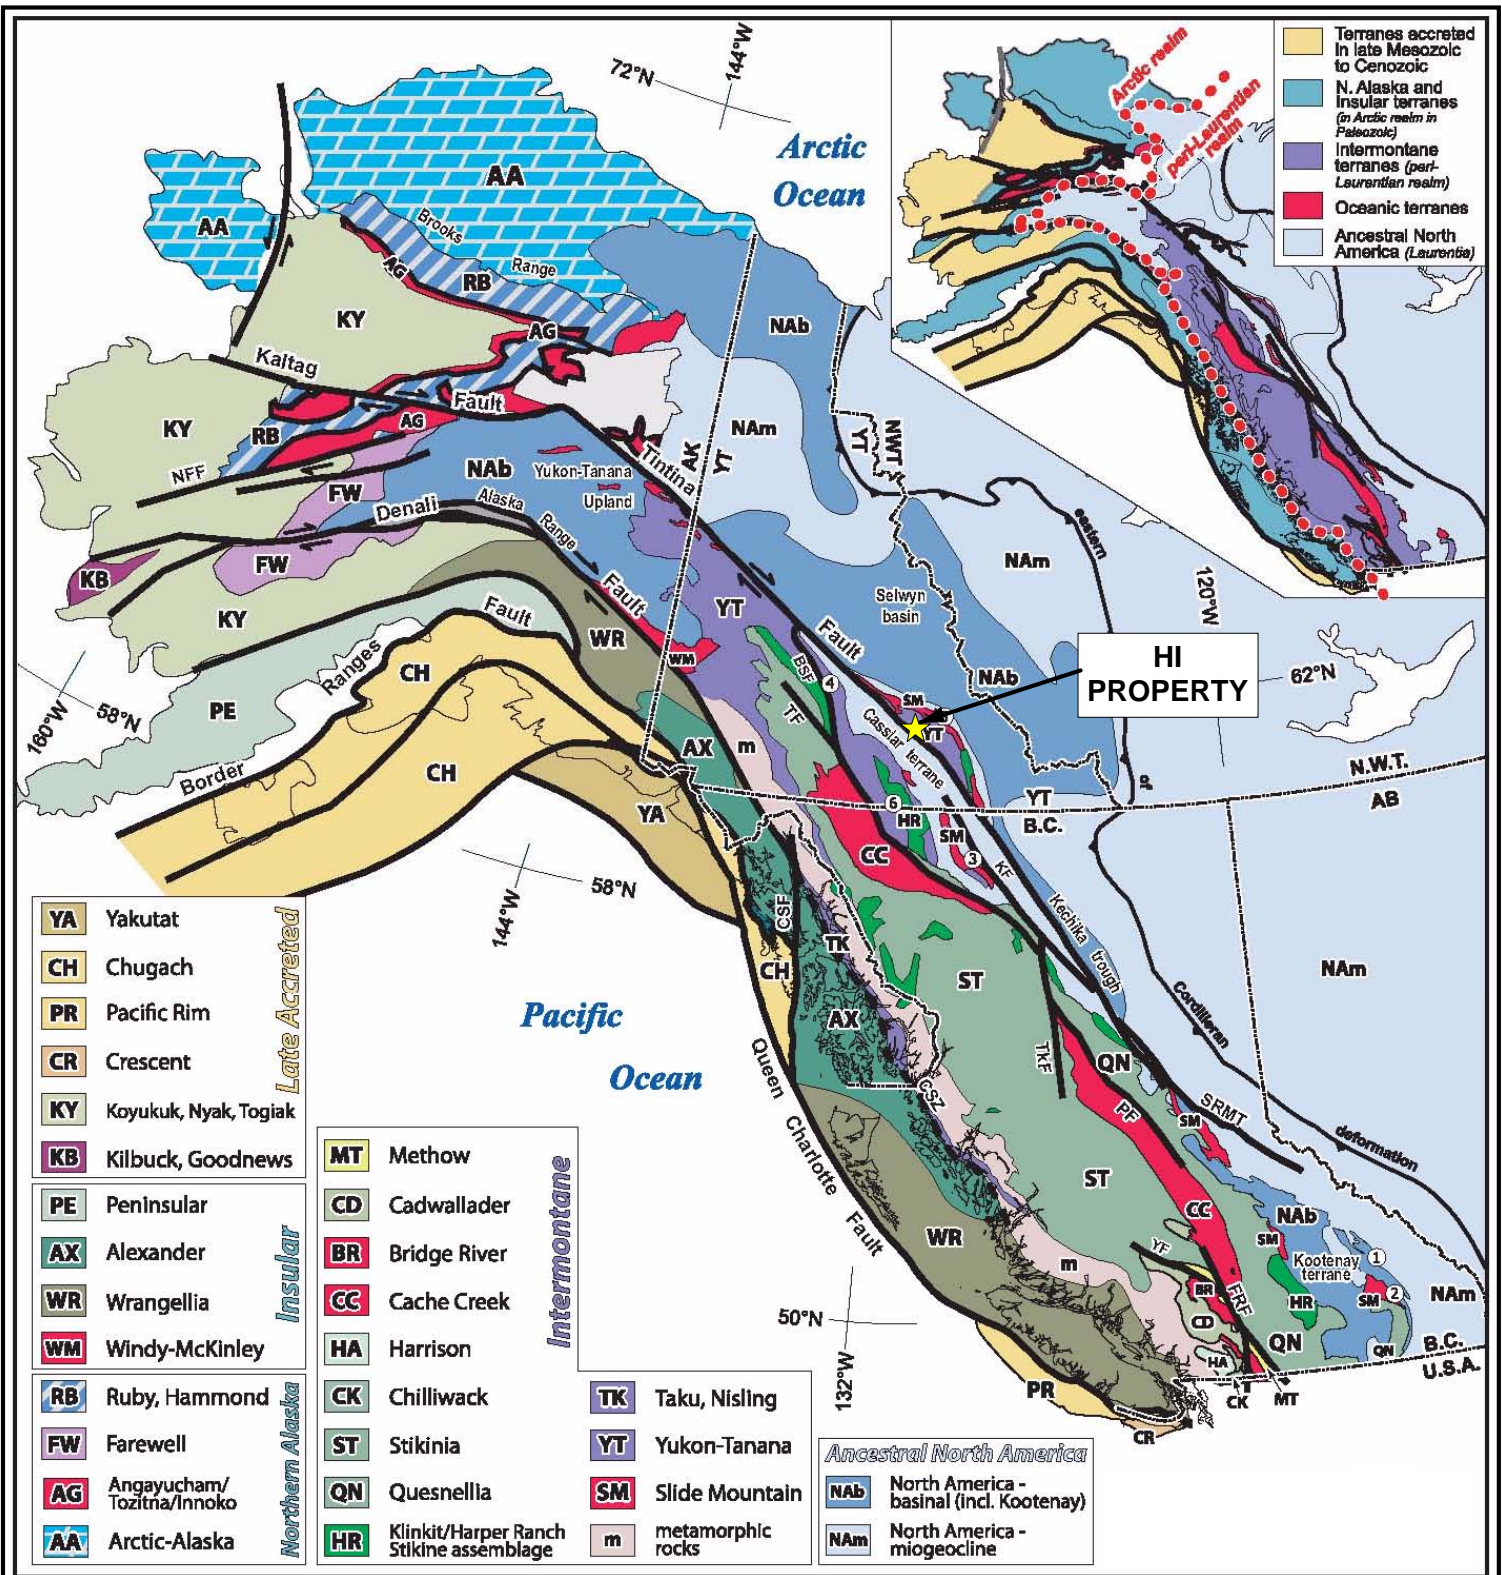 72°N
144°W
Arctic
Ocean
AA
AA
Brooks
Range
AG
RB
KY
AG
NAb
Kaltag
Fault
KY
RB
AG
NFF
NAb
Yukon-Tanana
Upland
Tintina
AK
YT
NAm
YT
NWT
FW
Denali
Alaska
Range
Fault
FW
KB
KY
Fault
WR
WM
YT
Fault
Selwyn
basin
NAb
NAm
eastern
120°W
62°N
HI
PROPERTY
BSF
4
SM
YT
Cassiar terrane
TF
160°W
58°N
PE
Ranges
Border
CH
CH
AX
m
YA
6
HR
CC
SM
3
KF
YT
B.C.
of
N.W.T.
AB
144°W
58°N
CSF
CH
TK
AX
ST
Kechika
trough
NAm
Cordilleran
deformation
Pacific
Ocean
Queen Charlotte Fault
CSZ
TKF
QN
PF
SRMT
SM
ST
CC
NAb
SM
Kootenay
terrane
1
SM
2
NAm
HR
WR
m
YF
BR
FRF
CD
QN
QN
HA
B.C.
U.S.A.
CK
MT
50°N
132°W
PR
CR
Arctic realm
peri-Laurentian
realm
Terranes accreted
in late Mesozoic
to Cenozoic
N. Alaska and
Insular terranes
(in Arctic realm in
Paleozoic)
Intermontane
terranes (peri-
Laurentian realm)
Oceanic terranes
Ancestral North
America (Laurentia)
YA Yakutat
CH Chugach
PR Pacific Rim
CR Crescent
KY Koyukuk, Nyak, Togiak
KB Kilbuck, Goodnews
Late Accreted
PE Peninsular
AX Alexander
WR Wrangellia
WM Windy-McKinley
Insular
RB Ruby, Hammond
FW Farewell
AG Angayucham/
Tozitna/Innoko
AA Arctic-Alaska
Northern Alaska
MT Methow
CD Cadwallader
BR Bridge River
CC Cache Creek
HA Harrison
CK Chilliwack
ST Stikinia
QN Quesnellia
HR Klinkit/Harper Ranch
Stikine assemblage
Intermontane
TK Taku, Nisling
YT Yukon-Tanana
SM Slide Mountain
m metamorphic
rocks
Ancestral North America
NAb North America -
basinal (incl. Kootenay)
NAm North America -
miogeocline